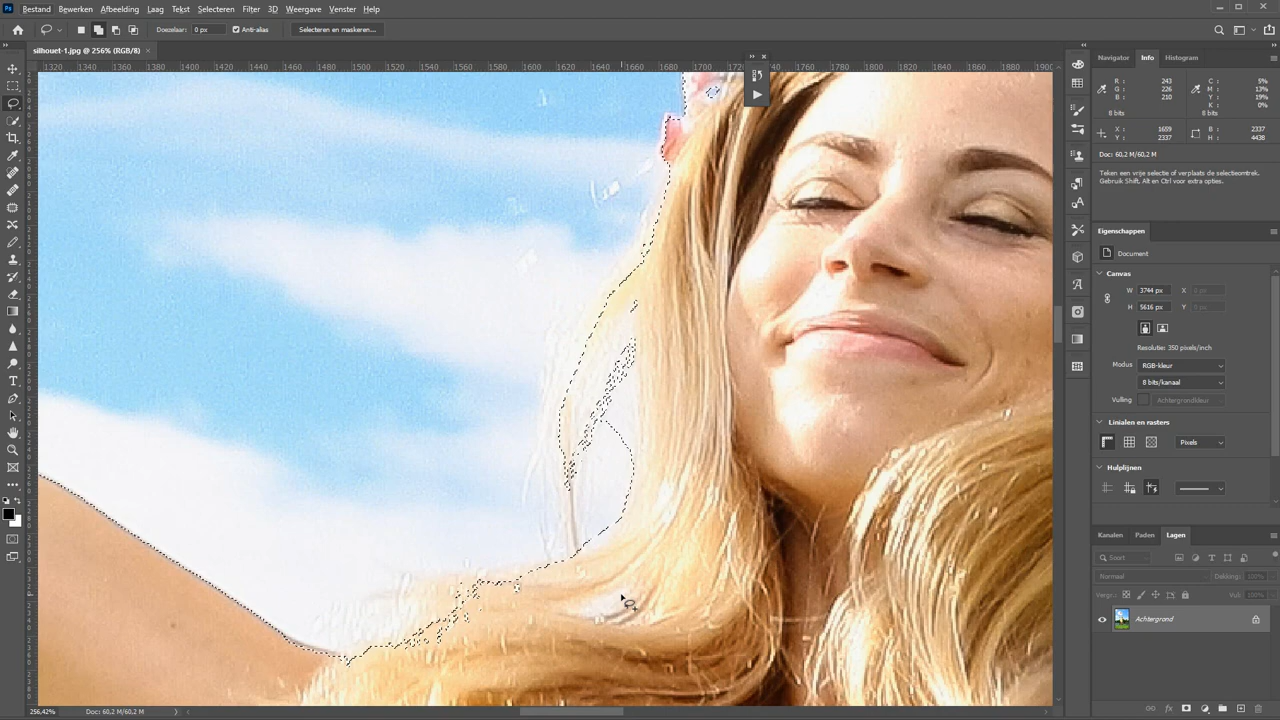 Ps Bestand Bewerken Afbeelding Laag Tekst Selecteren Filter 3D Weergave Venster Help
Doezelaar: 0 px Anti-alias Selecteren en maskeren...
silhouet-1.jpg @ 256% (RGB/8) ×
1320 1340 1360 1380 1400 1420 1440 1460 1480 1500 1520 1540 1560 1580 1600 1620 1640 1660 1680 1700 1720 1780 1800 1820 1840 1860 1880 1900
Navigator Info Histogram
R: 243 C: 5%
G: 226 M: 13%
B: 210 Y: 19%
K: 0%
8 bits 8 bits
X: 1659 B: 2337
Y: 2337 H: 4438
Doc: 60,2 M/60,2 M
Teken een vrije selectie of verplaats de selectieomtrek.
Gebruik Shift, Alt en Ctrl voor extra opties.
Eigenschappen
Document
Canvas
W 3744 px X 0 px
H 5616 px Y 0 px
Resolutie: 350 pixels/inch
Modus RGB-kleur
8 bits/kanaal
Vulling Achtergrondkleur
Linialen en rasters
Pixels
Hulplijnen
Kanalen Paden Lagen
Soort
Normaal Dekking: 100%
Vergr.: Vul: 100%
Achtergrond
256,42% Doc: 60,2 M/60,2 M